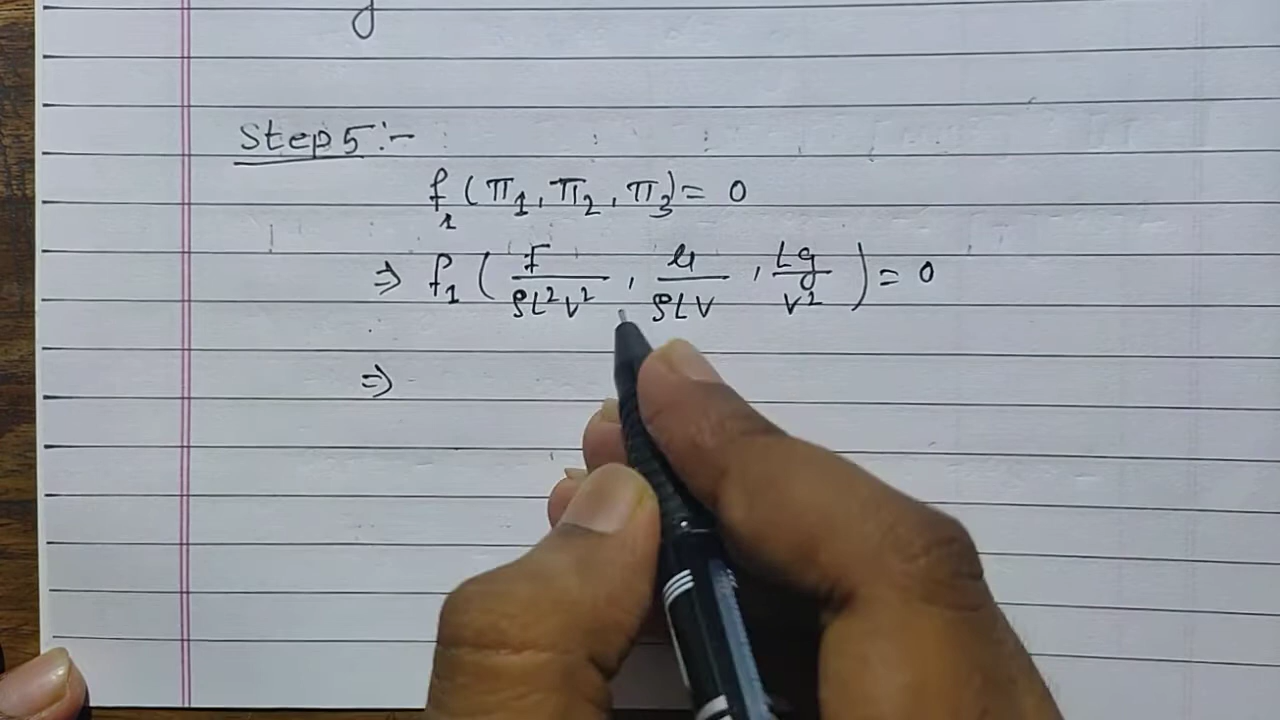 Step 5:-
f₁ (π₁, π₂, π₃) = 0
⇒ f₁ ( F/ρL²V² , μ/ρLV , Lg/V² ) = 0
⇒